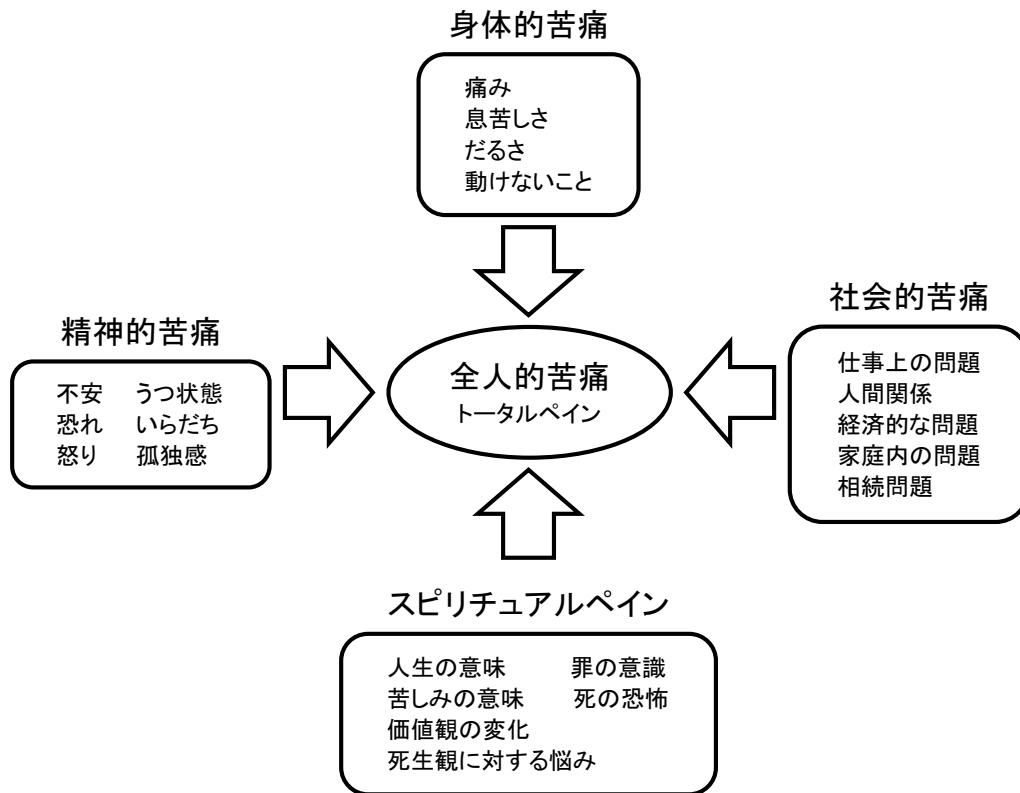 身体的苦痛
痛み
息苦しさ
だるさ
動けないこと
精神的苦痛
不安 うつ状態
恐れ いらだち
怒り 孤独感
全人的苦痛
トータルペイン
社会的苦痛
仕事上の問題
人間関係
経済的な問題
家庭内の問題
相続問題
スピリチュアルペイン
人生の意味 罪の意識
苦しみの意味 死の恐怖
価値観の変化
死生観に対する悩み